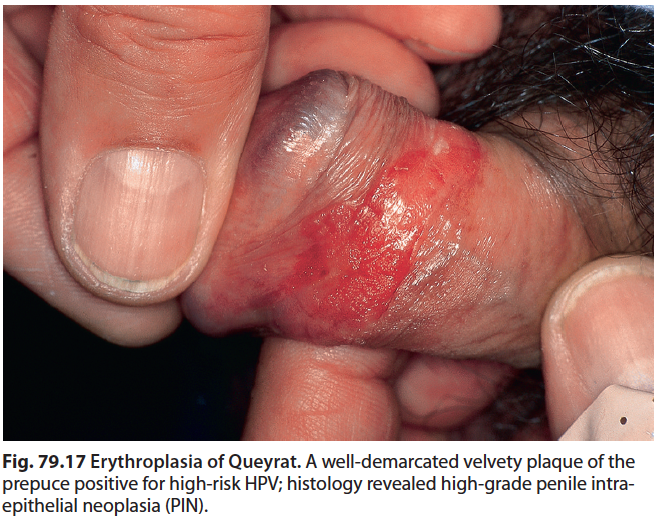 Fig. 79.17 Erythroplasia of Queyrat. A well-demarcated velvety plaque of the
prepuce positive for high-risk HPV; histology revealed high-grade penile intra-
epithelial neoplasia (PIN).